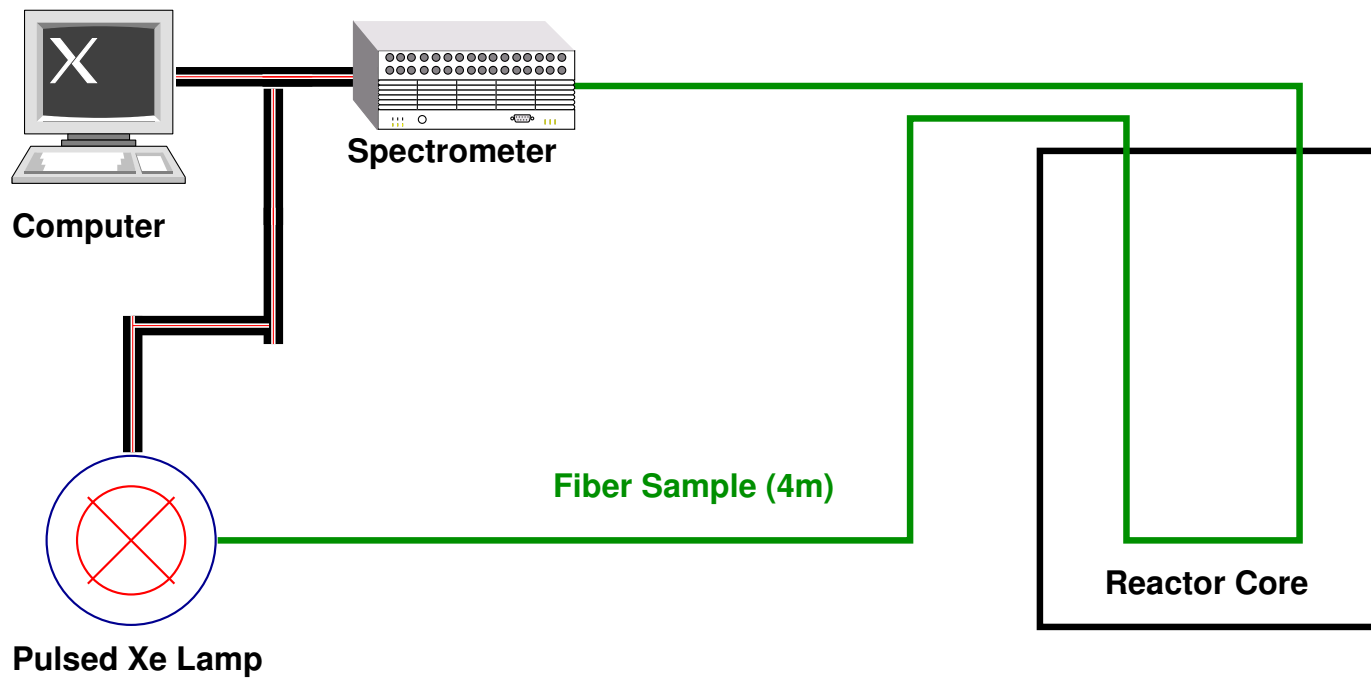 X
Spectrometer
Computer
Fiber Sample (4m)
Reactor Core
Pulsed Xe Lamp